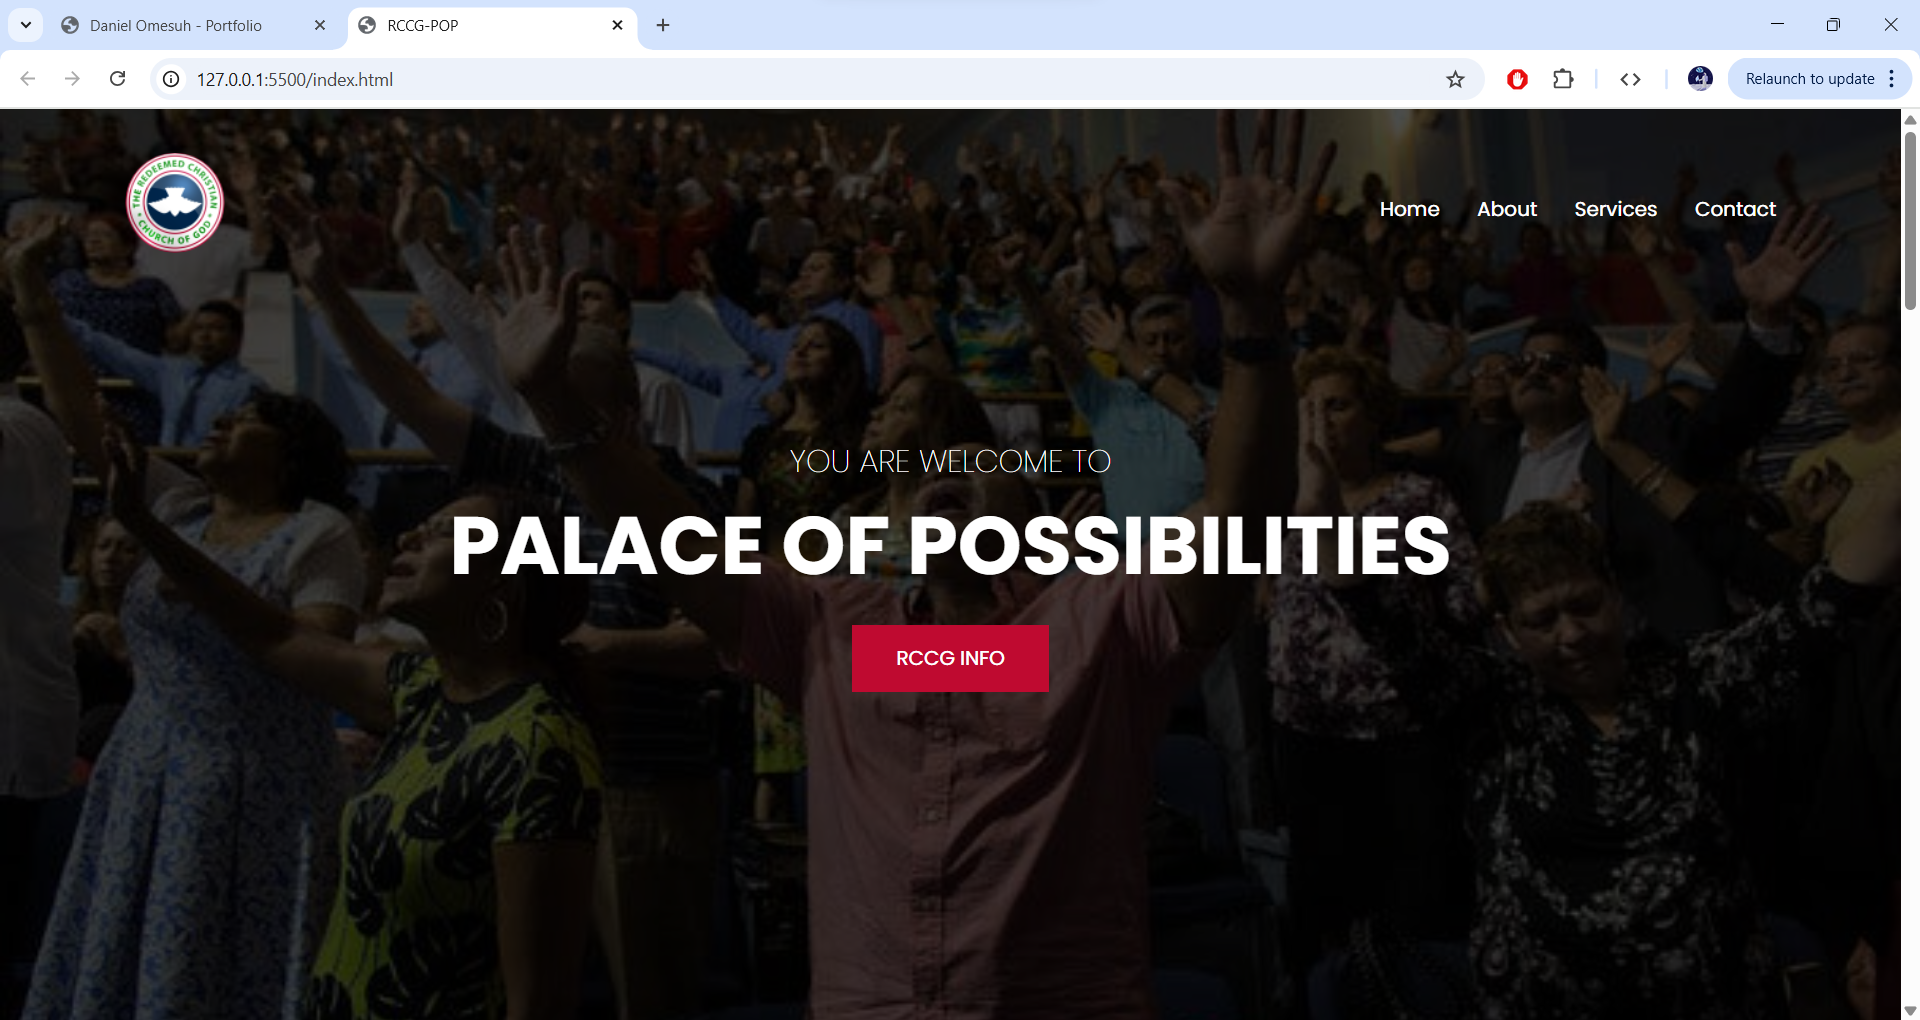 Daniel Omesuh - Portfolio
RCCG-POP
127.0.0.1:5500/index.html
Relaunch to update
THE REDEEMED CHRISTIAN
CHURCH OF GOD
Home About Services Contact
YOU ARE WELCOME TO
PALACE OF POSSIBILITIES
RCCG INFO